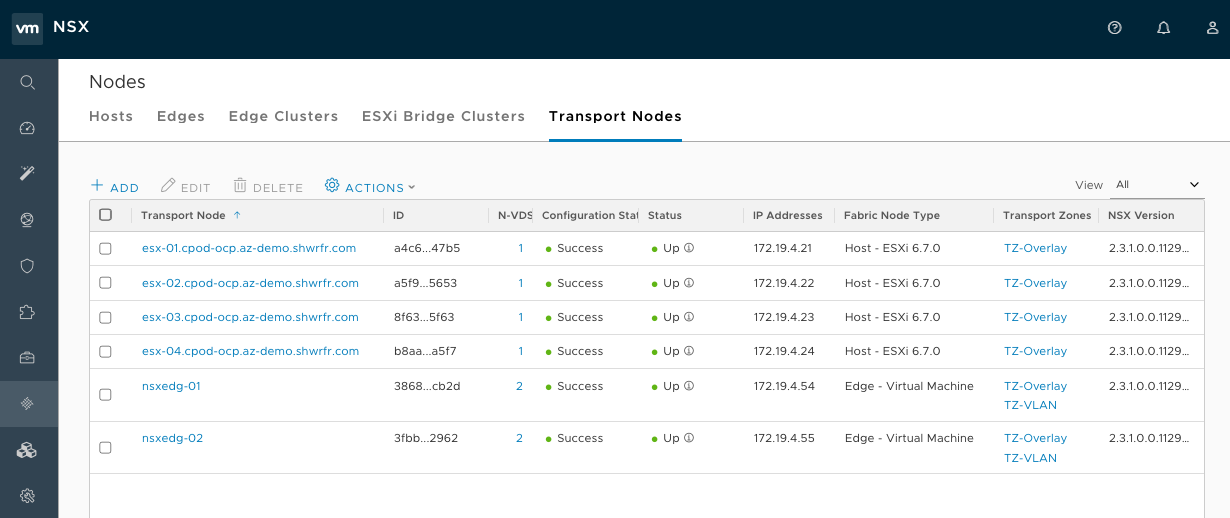 vm NSX
Nodes
Hosts Edges Edge Clusters ESXi Bridge Clusters Transport Nodes
+ ADD EDIT DELETE ACTIONS View All
Transport Node ↑ ID N-VDS Configuration Stat Status IP Addresses Fabric Node Type Transport Zones NSX Version
esx-01.cpod-ocp.az-demo.shwrfr.com a4c6...47b5 1 Success Up 172.19.4.21 Host - ESXi 6.7.0 TZ-Overlay 2.3.1.0.0.1129...
esx-02.cpod-ocp.az-demo.shwrfr.com a5f9...5653 1 Success Up 172.19.4.22 Host - ESXi 6.7.0 TZ-Overlay 2.3.1.0.0.1129...
esx-03.cpod-ocp.az-demo.shwrfr.com 8f63...5f63 1 Success Up 172.19.4.23 Host - ESXi 6.7.0 TZ-Overlay 2.3.1.0.0.1129...
esx-04.cpod-ocp.az-demo.shwrfr.com b8aa...a5f7 1 Success Up 172.19.4.24 Host - ESXi 6.7.0 TZ-Overlay 2.3.1.0.0.1129...
nsxedg-01 3868...cb2d 2 Success Up 172.19.4.54 Edge - Virtual Machine TZ-Overlay 2.3.1.0.0.1129...
TZ-VLAN
nsxedg-02 3fbb...2962 2 Success Up 172.19.4.55 Edge - Virtual Machine TZ-Overlay 2.3.1.0.0.1129...
TZ-VLAN